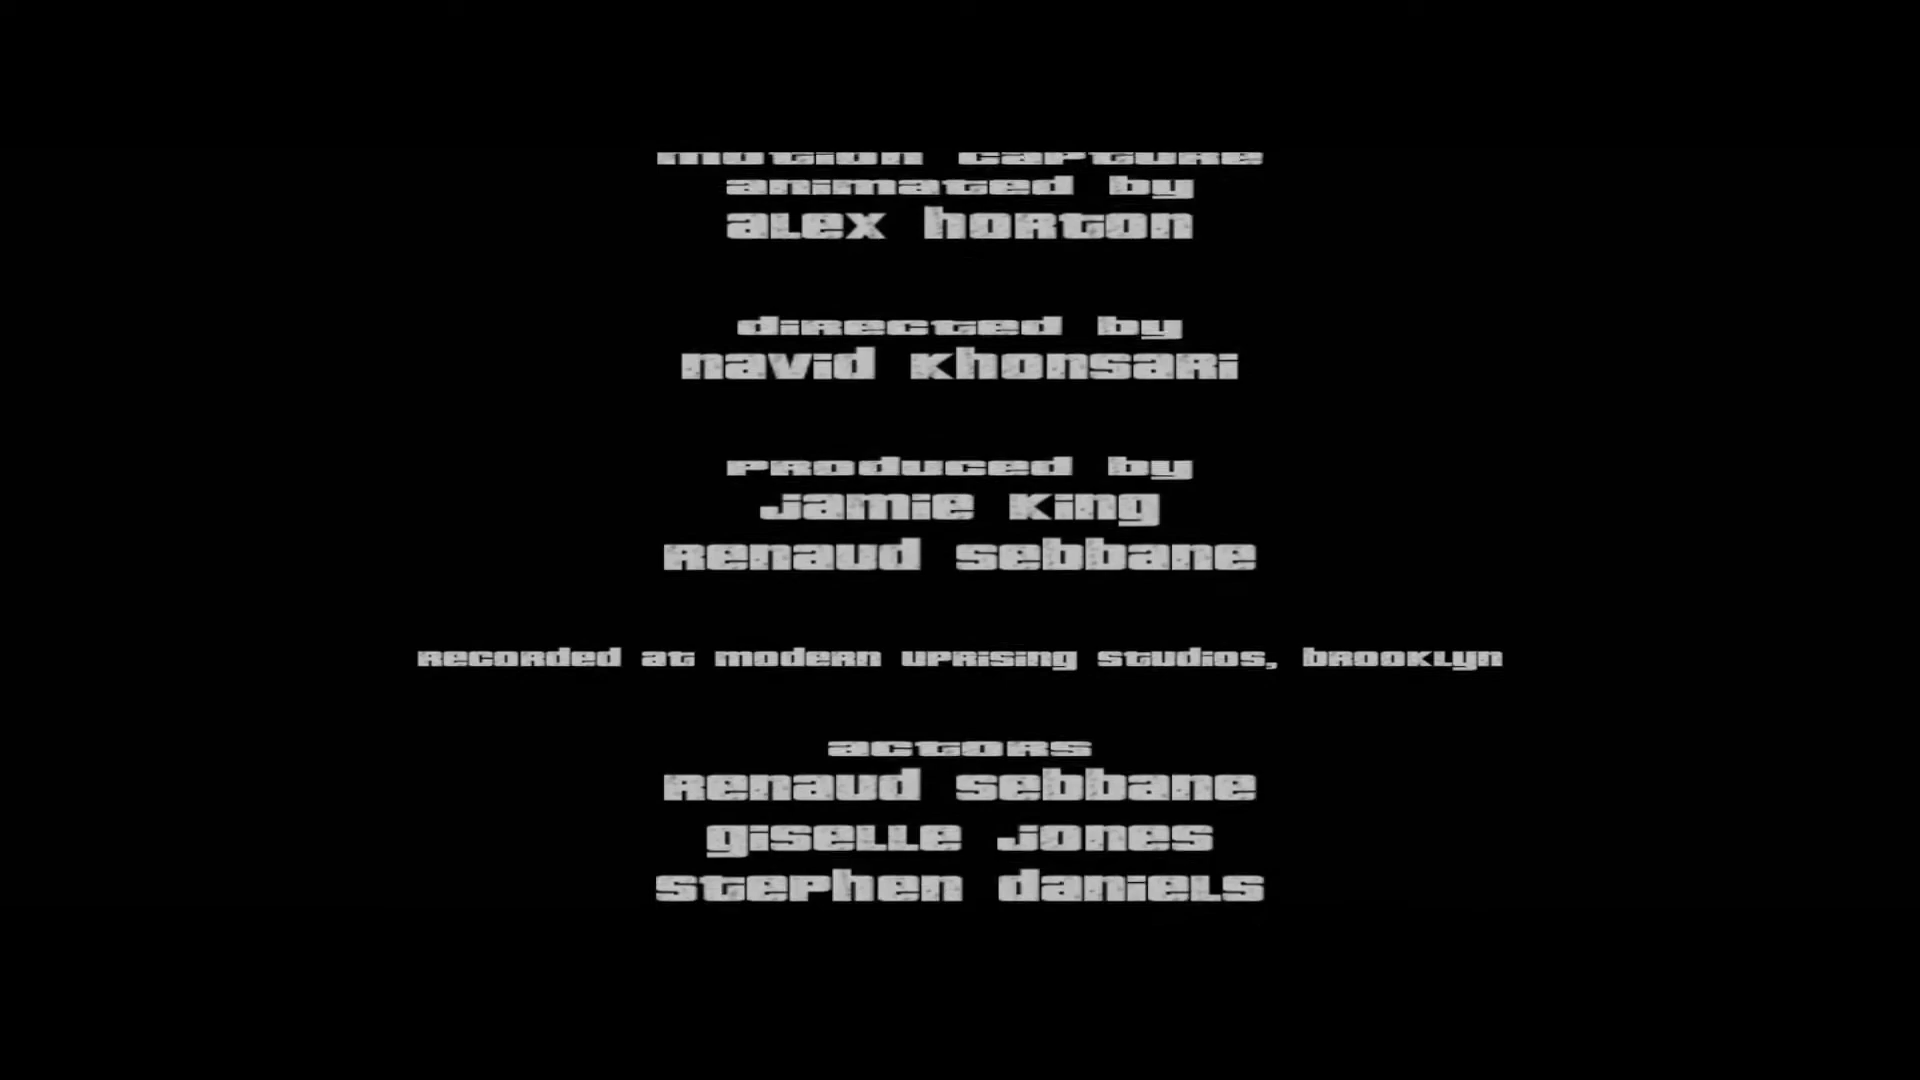 motion capture
animated by
alex horton
directed by
navid khonsari
produced by
jamie king
renaud sebbane
recorded at modern uprising studios, brooklyn
actors
renaud sebbane
giselle jones
stephen daniels